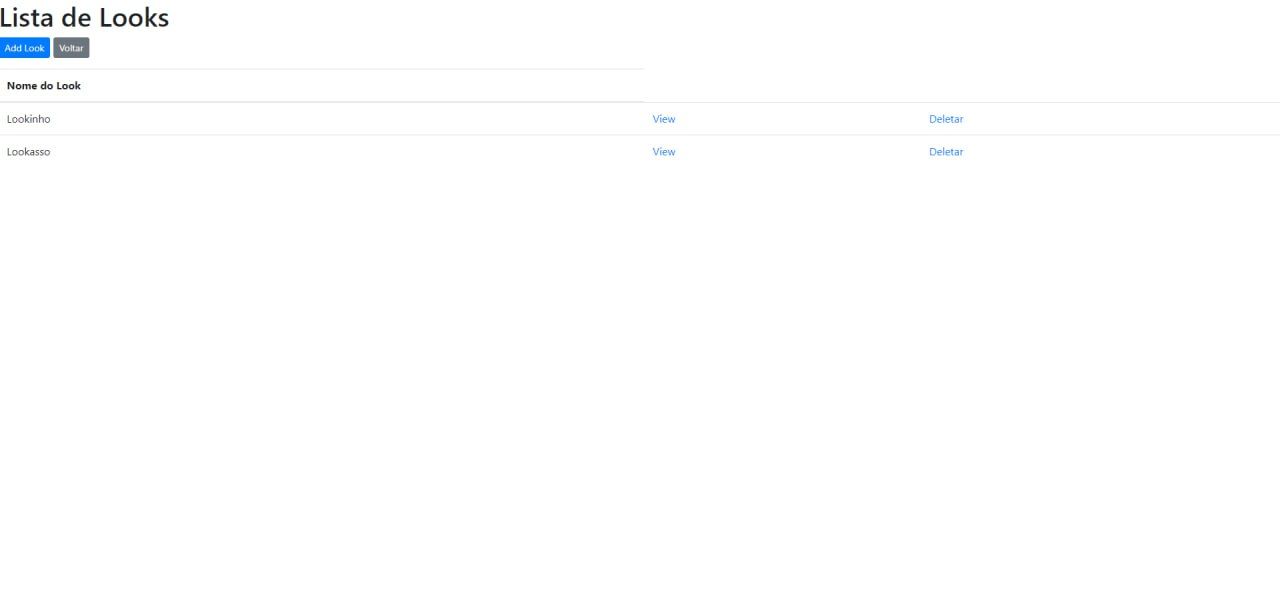 Lista de Looks
Add Look Voltar
Nome do Look
Lookinho View Deletar
Lookasso View Deletar